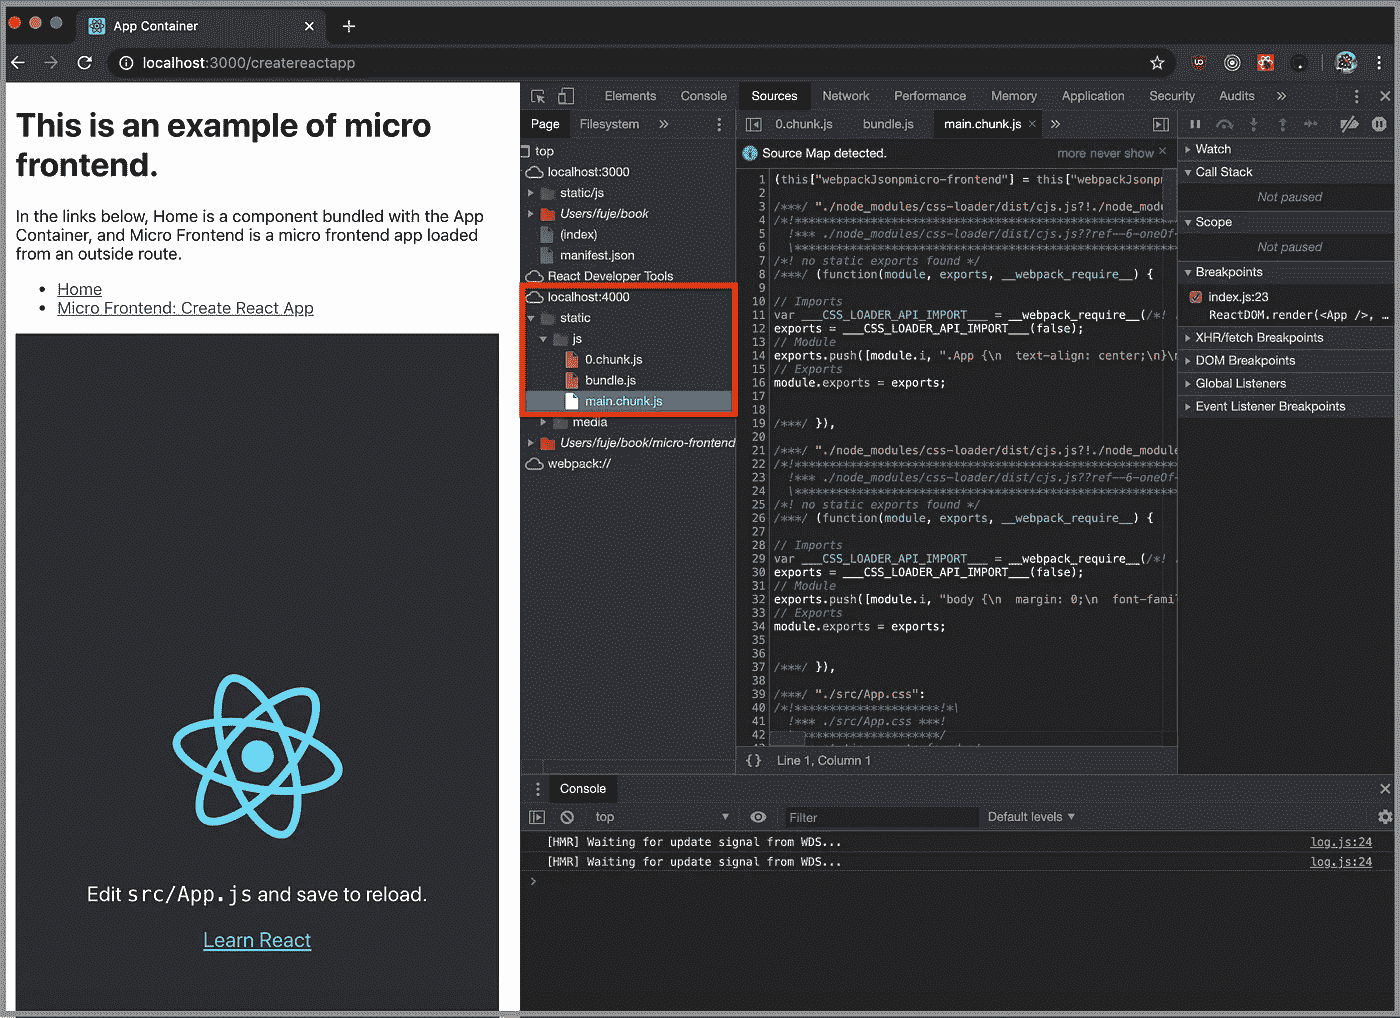 App Container
localhost:3000/createreactapp
This is an example of micro
frontend.
In the links below, Home is a component bundled with the App
Container, and Micro Frontend is a micro frontend app loaded
from an outside route.
• Home
• Micro Frontend: Create React App
Edit src/App.js and save to reload.
Learn React
Elements Console Sources Network Performance Memory Application Security Audits »
Page Filesystem »
top
localhost:3000
static/js
Users/fuje/book
(index)
manifest.json
React Developer Tools
localhost:4000
static
js
0.chunk.js
bundle.js
main.chunk.js
media
Users/fuje/book/micro-frontend
webpack://
0.chunk.js bundle.js main.chunk.js × »
Source Map detected. more never show ×
1 (this["webpackJsonpmicro-frontend"] = this["webpackJsonpm
2
3 /***/ "./node_modules/css-loader/dist/cjs.js?!./node_modu
4 /*!******************************************************
5 !*** ./node_modules/css-loader/dist/cjs.js??ref--6-oneOf-
6 \******************************************************
7 /*! no static exports found */
8 /***/ (function(module, exports, __webpack_require__) {
9
10 // Imports
11 var ___CSS_LOADER_API_IMPORT___ = __webpack_require__(/*! .
12 exports = ___CSS_LOADER_API_IMPORT___(false);
13 // Module
14 exports.push([module.i, ".App {\n  text-align: center;\n}\n
15 // Exports
16 module.exports = exports;
17
18
19 /***/ }),
20
21 /***/ "./node_modules/css-loader/dist/cjs.js?!./node_module
22 /*!******************************************************
23 !*** ./node_modules/css-loader/dist/cjs.js??ref--6-oneOf-
24 \******************************************************
25 /*! no static exports found */
26 /***/ (function(module, exports, __webpack_require__) {
27
28 // Imports
29 var ___CSS_LOADER_API_IMPORT___ = __webpack_require__(/*! .
30 exports = ___CSS_LOADER_API_IMPORT___(false);
31 // Module
32 exports.push([module.i, "body {\n  margin: 0;\n  font-famil
33 // Exports
34 module.exports = exports;
35
36
37 /***/ }),
38
39 /***/ "./src/App.css":
40 /*!*********************!*\
41 !*** ./src/App.css ***!
42 \*********************/
{} Line 1, Column 1
Watch
Call Stack
Not paused
Scope
Not paused
Breakpoints
index.js:23
ReactDOM.render(<App />, …
XHR/fetch Breakpoints
DOM Breakpoints
Global Listeners
Event Listener Breakpoints
Console
top Filter Default levels ▼
[HMR] Waiting for update signal from WDS... log.js:24
[HMR] Waiting for update signal from WDS... log.js:24
>